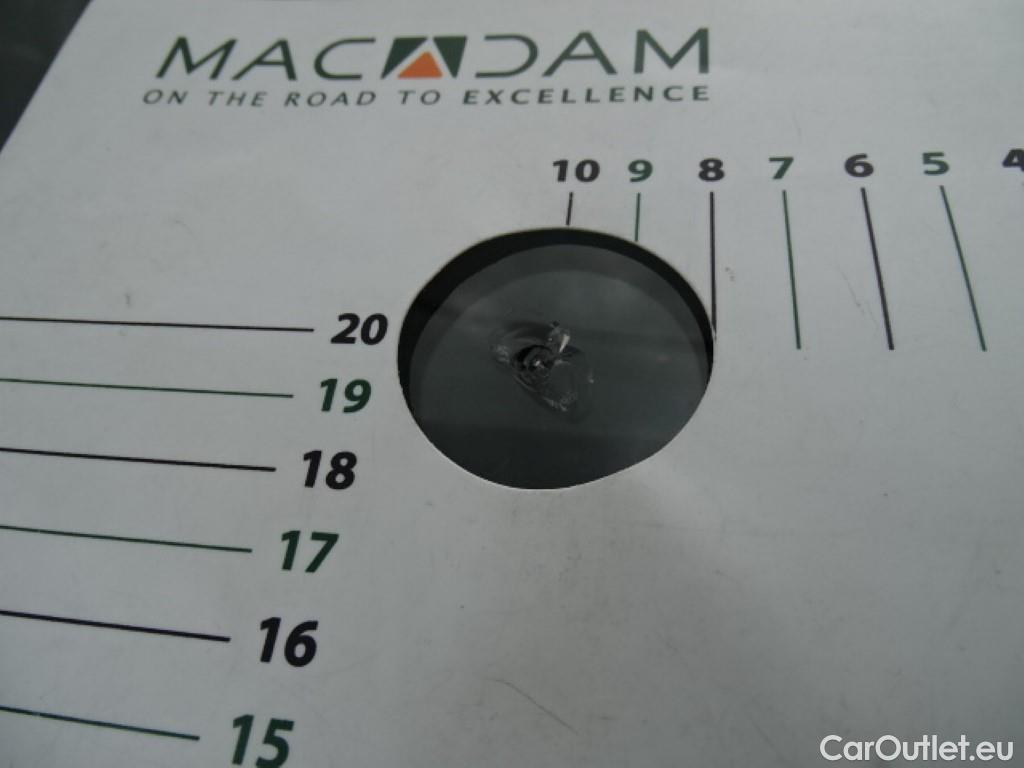 MACADAM
ON THE ROAD TO EXCELLENCE
10 9 8 7 6 5 4
20
19
18
17
16
15
CarOutlet.eu